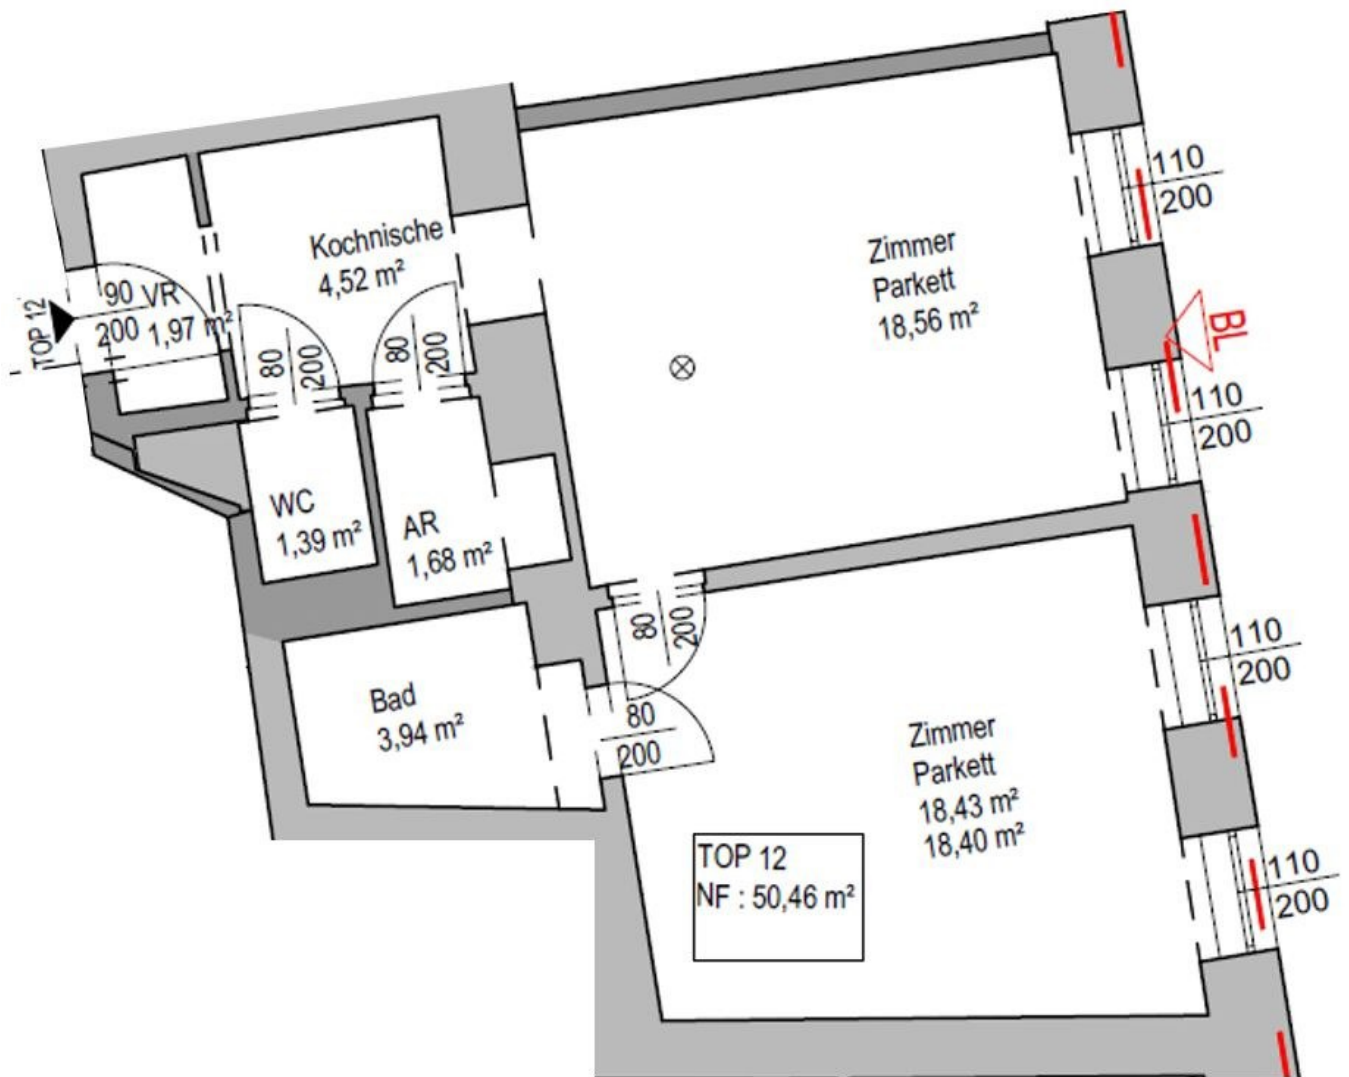 Kochnische
4,52 m²
Zimmer
Parkett
18,56 m²
110
200
TOP 12
90
200
VR
1,97 m²
80
200
80
200
BL
110
200
WC
1,39 m²
AR
1,68 m²
80
200
110
200
Bad
3,94 m²
80
200
Zimmer
Parkett
18,43 m²
18,40 m²
TOP 12
NF : 50,46 m²
110
200